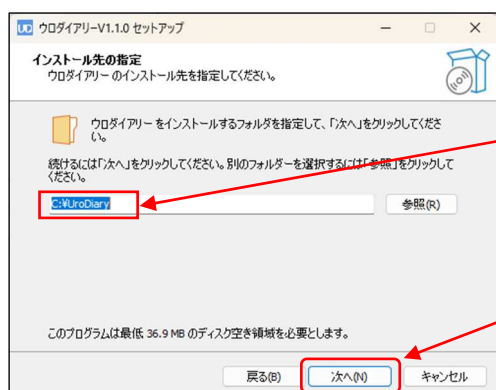 UD ウロダイアリーV1.1.0 セットアップ
インストール先の指定
ウロダイアリー のインストール先を指定してください。
ウロダイアリー をインストールするフォルダを指定して、「次へ」をクリックしてくださ
い。
続けるには「次へ」をクリックしてください。別のフォルダーを選択するには「参照」をクリックして
ください。
C:¥UroDiary
参照(R)
このプログラムは最低 36.9 MB のディスク空き領域を必要とします。
戻る(B) 次へ(N) キャンセル